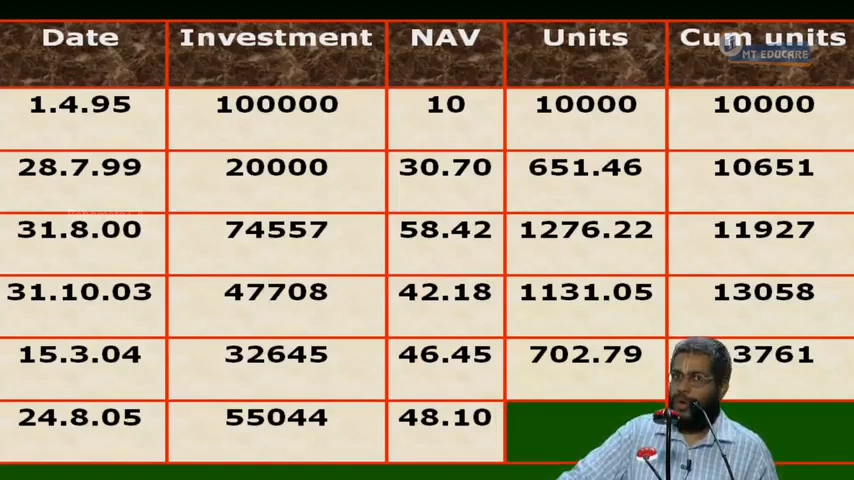 Date Investment NAV Units Cum units
MT EDUCARE
1.4.95 100000 10 10000 10000
28.7.99 20000 30.70 651.46 10651
31.8.00 74557 58.42 1276.22 11927
31.10.03 47708 42.18 1131.05 13058
15.3.04 32645 46.45 702.79 3761
24.8.05 55044 48.10